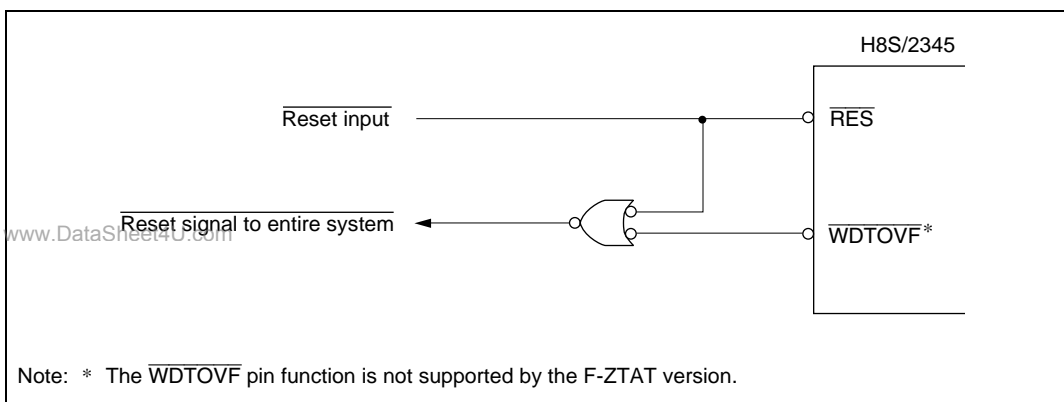 H8S/2345
Reset input
RES
Reset signal to entire system
www.DataSheet4U.com
WDTOVF*
Note: * The WDTOVF pin function is not supported by the F-ZTAT version.